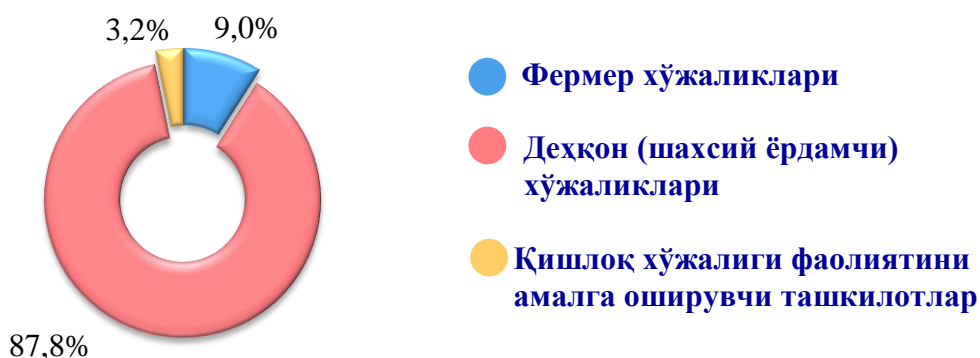 3,2%
9,0%
Фермер хўжаликлари
Деҳқон (шахсий ёрдамчи)
хўжаликлари
Қишлоқ хўжалиги фаолиятини
амалга оширувчи ташкилотлар
87,8%